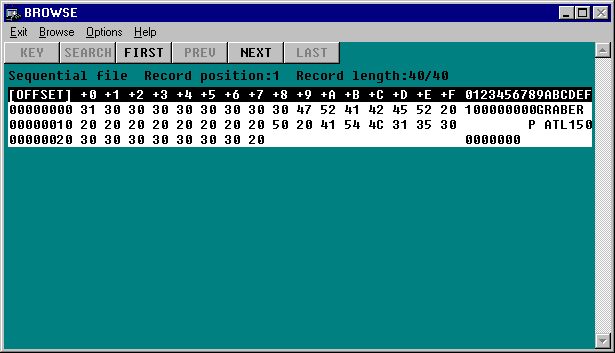 BROWSE
Exit Browse Options Help
KEY SEARCH FIRST PREV NEXT LAST
Sequential file Record position:1 Record length:40/40
[OFFSET] +0 +1 +2 +3 +4 +5 +6 +7 +8 +9 +A +B +C +D +E +F 0123456789ABCDEF
00000000 31 30 30 30 30 30 30 30 30 47 52 41 42 45 52 20 100000000GRABER
00000010 20 20 20 20 20 20 20 20 50 20 41 54 4C 31 35 30 P ATL150
00000020 30 30 30 30 30 30 30 20 0000000